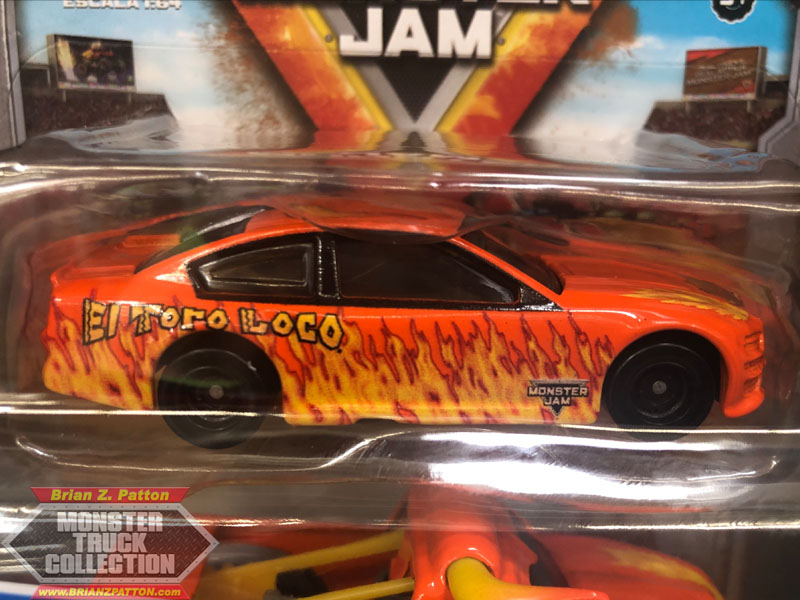 ESCALA 1:64
JAM
El Toro Loco
MONSTER
JAM
Brian Z. Patton
MONSTER
TRUCK
COLLECTION
www.BRIANZPATTON.com